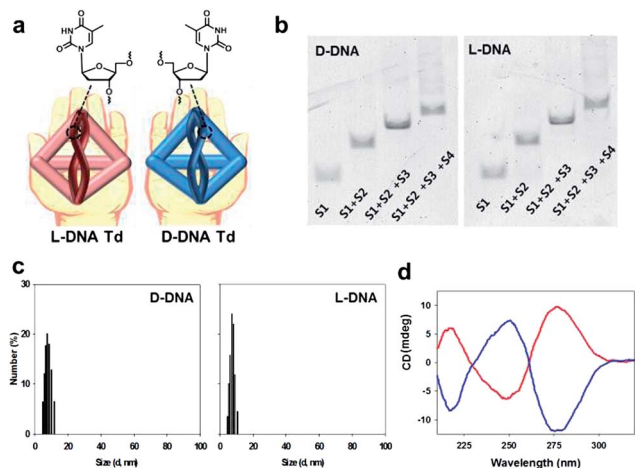 a
NH
O
N
O
O
O
O
L-DNA Td
HN
O
O
N
O
O
O
D-DNA Td
b
D-DNA
S1
S1+S2
S1+S2 +S3
S1+S2 +S3 +S4
L-DNA
S1
S1+S2
S1+S2 +S3
S1+S2 +S3 +S4
c
D-DNA
Number (%)
30
20
10
0
0 20 40 60 80 100
Size (d, nm)
L-DNA
0 20 40 60 80 100
Size (d, nm)
d
CD (mdeg)
10
5
0
-5
-10
225 250 275 300
Wavelength (nm)